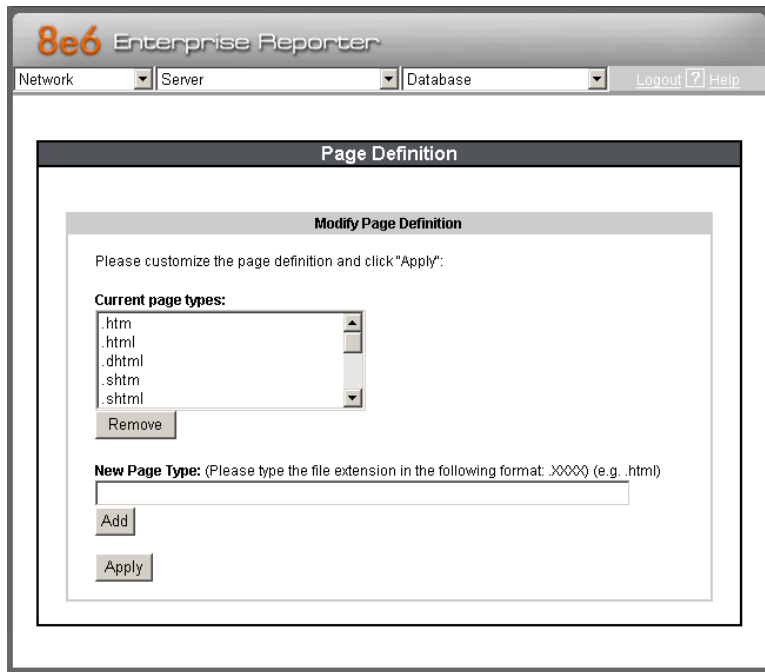 8e6 Enterprise Reporter
Network Server Database Logout ? Help
Page Definition
Modify Page Definition
Please customize the page definition and click "Apply":
Current page types:
.htm
.html
.dhtml
.shtm
.shtml
Remove
New Page Type: (Please type the file extension in the following format: .XXXX) (e.g. .html)
Add
Apply